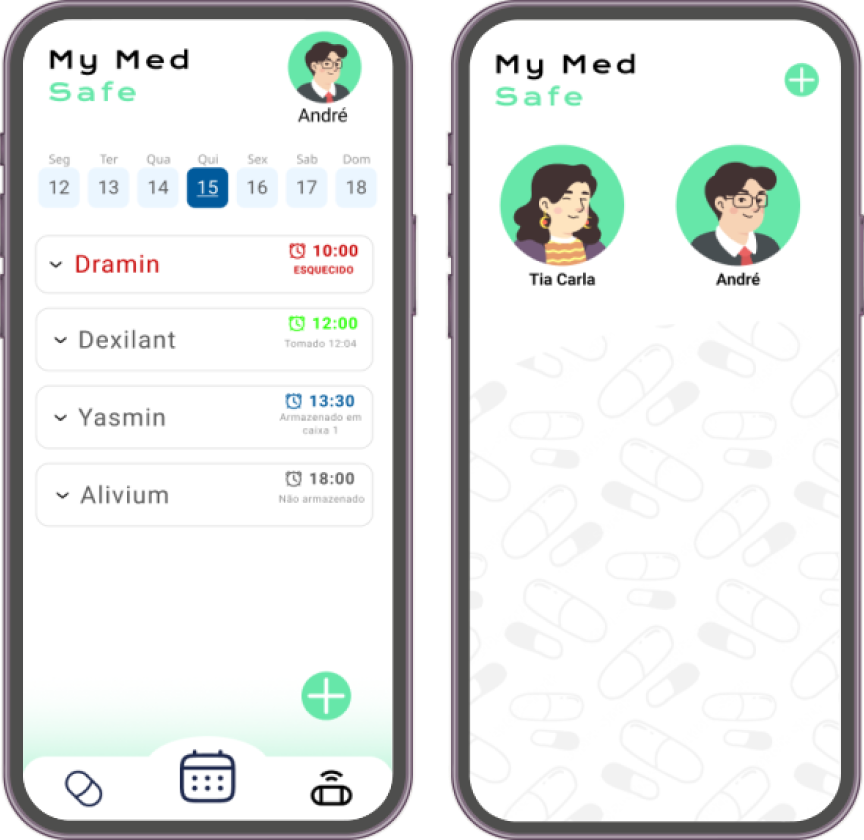 My Med
Safe
André
Seg Ter Qua Qui Sex Sab Dom
12 13 14 15 16 17 18
Dramin
10:00
ESQUECIDO
Dexilant
12:00
Tomado 12:04
Yasmin
13:30
Armazenado em
caixa 1
Alivium
18:00
Não armazenado
My Med
Safe
Tia Carla
André